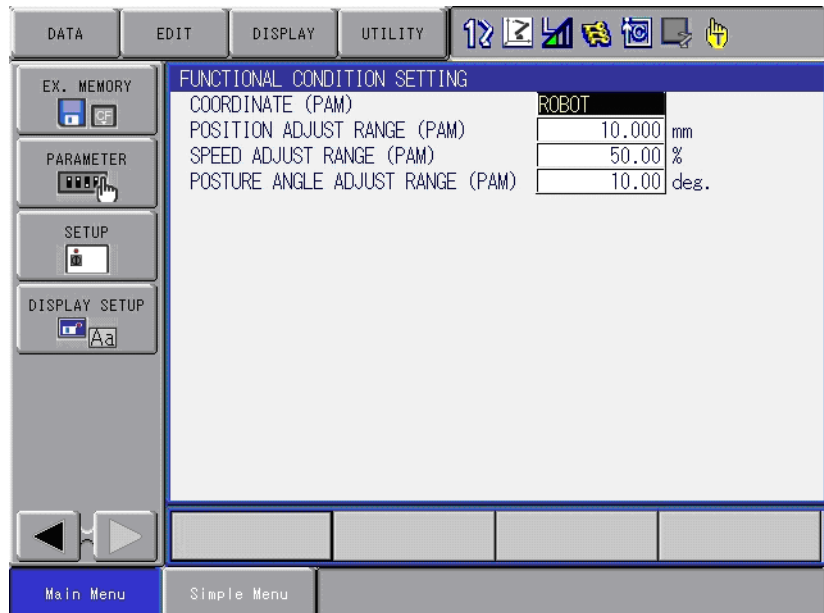 DATA EDIT DISPLAY UTILITY
EX. MEMORY
CF
PARAMETER
SETUP
DISPLAY SETUP
Aa
FUNCTIONAL CONDITION SETTING
COORDINATE (PAM) ROBOT
POSITION ADJUST RANGE (PAM) 10.000 mm
SPEED ADJUST RANGE (PAM) 50.00 %
POSTURE ANGLE ADJUST RANGE (PAM) 10.00 deg.
Main Menu Simple Menu